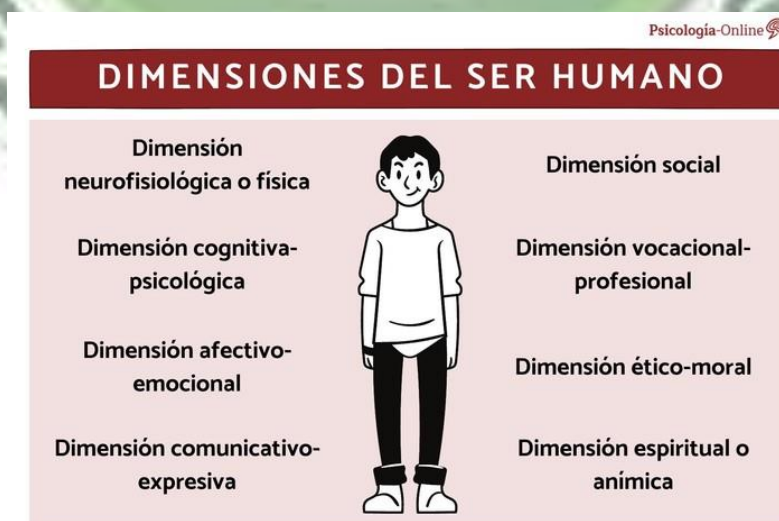 Psicología-Online
DIMENSIONES DEL SER HUMANO
Dimensión
neurofisiológica o física
Dimensión cognitiva-
psicológica
Dimensión afectivo-
emocional
Dimensión comunicativo-
expresiva
Dimensión social
Dimensión vocacional-
profesional
Dimensión ético-moral
Dimensión espiritual o
anímica